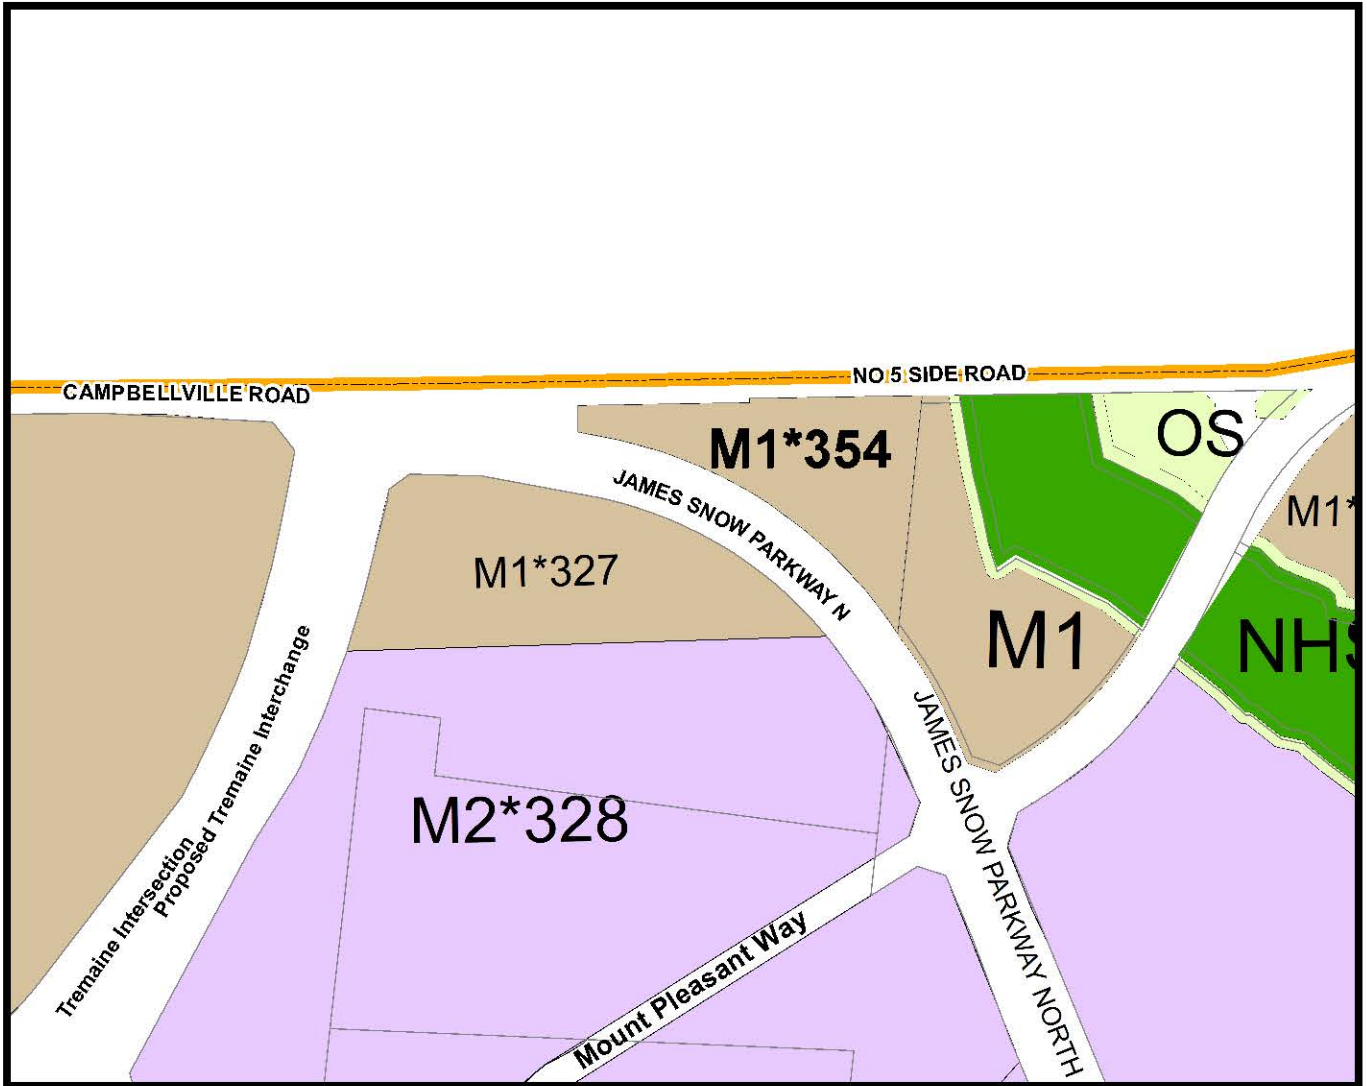 CAMPBELLVILLE ROAD
NO 5 SIDE ROAD
OS
M1*354
JAMES SNOW PARKWAY N
M1*
M1*327
M1
NHS
JAMES SNOW PARKWAY NORTH
M2*328
Proposed Tremaine Interchange
Tremaine Intersection
Mount Pleasant Way